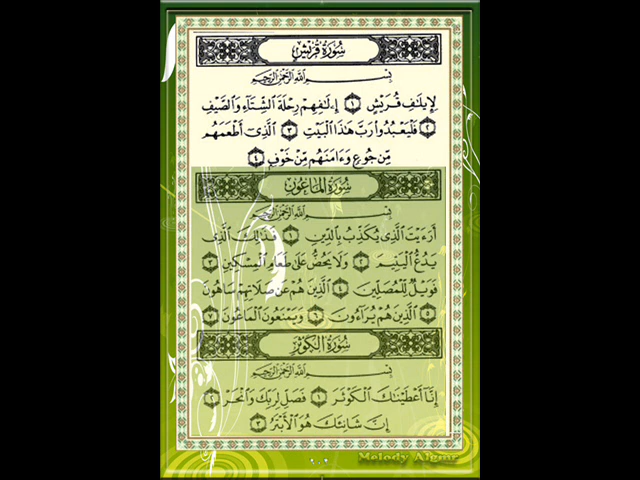 سُورَةُ قُرَيْشٍ
بِسْمِ اللَّهِ الرَّحْمَٰنِ الرَّحِيمِ
لِإِيلَافِ قُرَيْشٍ ١ إِۦلَافِهِمْ رِحْلَةَ الشِّتَآءِ وَالصَّيْفِ
٢ فَلْيَعْبُدُوا رَبَّ هَٰذَا الْبَيْتِ ٣ الَّذِىٓ أَطْعَمَهُم
مِّن جُوعٍ وَءَامَنَهُم مِّنْ خَوْفٍ ٤
سُورَةُ الْمَاعُونِ
بِسْمِ اللَّهِ الرَّحْمَٰنِ الرَّحِيمِ
أَرَءَيْتَ الَّذِى يُكَذِّبُ بِالدِّينِ ١ فَذَٰلِكَ الَّذِى
يَدُعُّ الْيَتِيمَ ٢ وَلَا يَحُضُّ عَلَىٰ طَعَامِ الْمِسْكِينِ ٣
فَوَيْلٌ لِّلْمُصَلِّينَ ٤ الَّذِينَ هُمْ عَن صَلَاتِهِمْ سَاهُونَ
٥ الَّذِينَ هُمْ يُرَآءُونَ ٦ وَيَمْنَعُونَ الْمَاعُونَ ٧
سُورَةُ الْكَوْثَرِ
بِسْمِ اللَّهِ الرَّحْمَٰنِ الرَّحِيمِ
إِنَّآ أَعْطَيْنَٰكَ الْكَوْثَرَ ١ فَصَلِّ لِرَبِّكَ وَانْحَرْ ٢
إِنَّ شَانِئَكَ هُوَ الْأَبْتَرُ ٣
٦٠٢